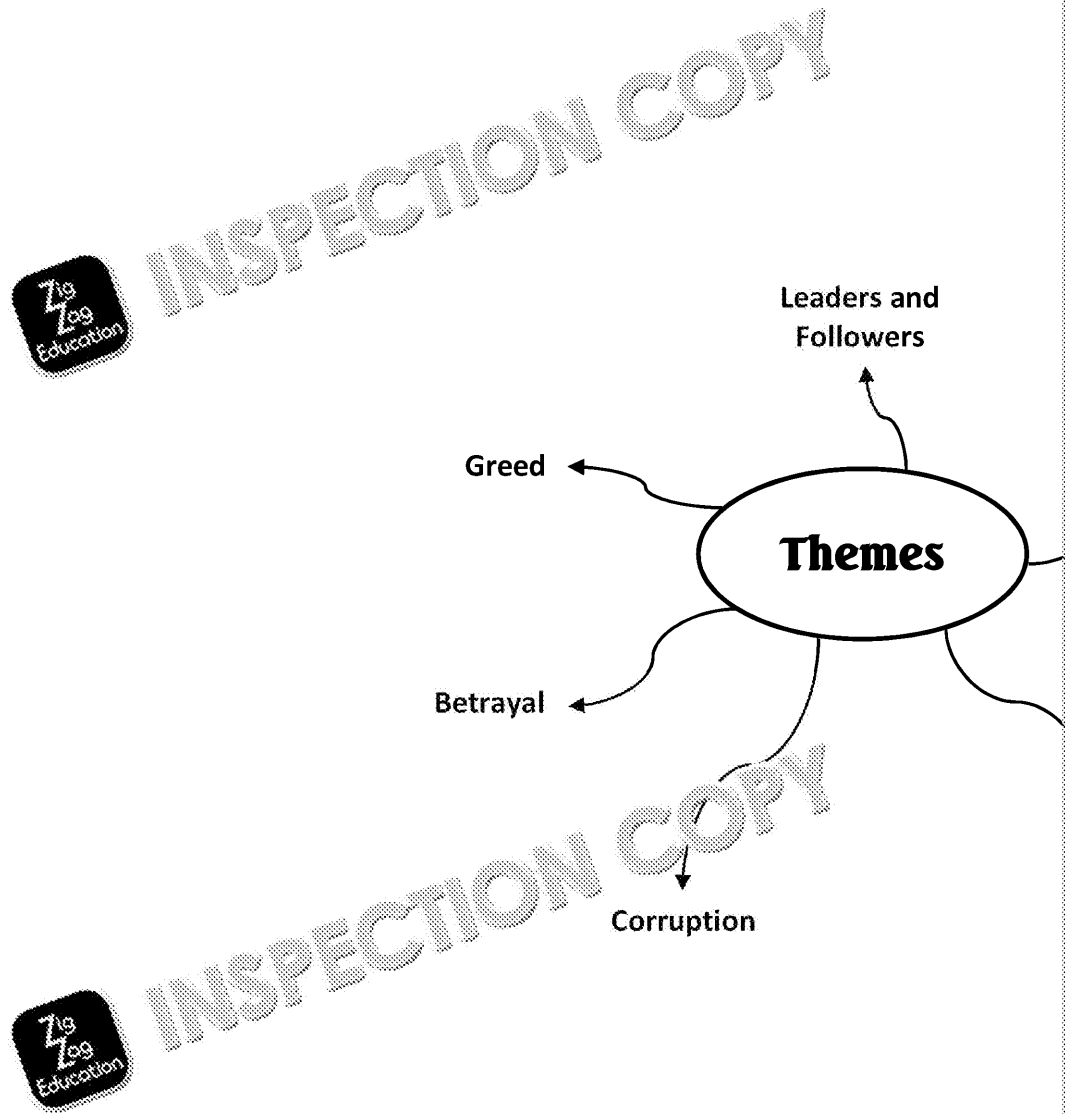 INSPECTION COPY
Zig
Zag
Education
Leaders and
Followers
Greed
Themes
Betrayal
Corruption
INSPECTION COPY
Zig
Zag
Education